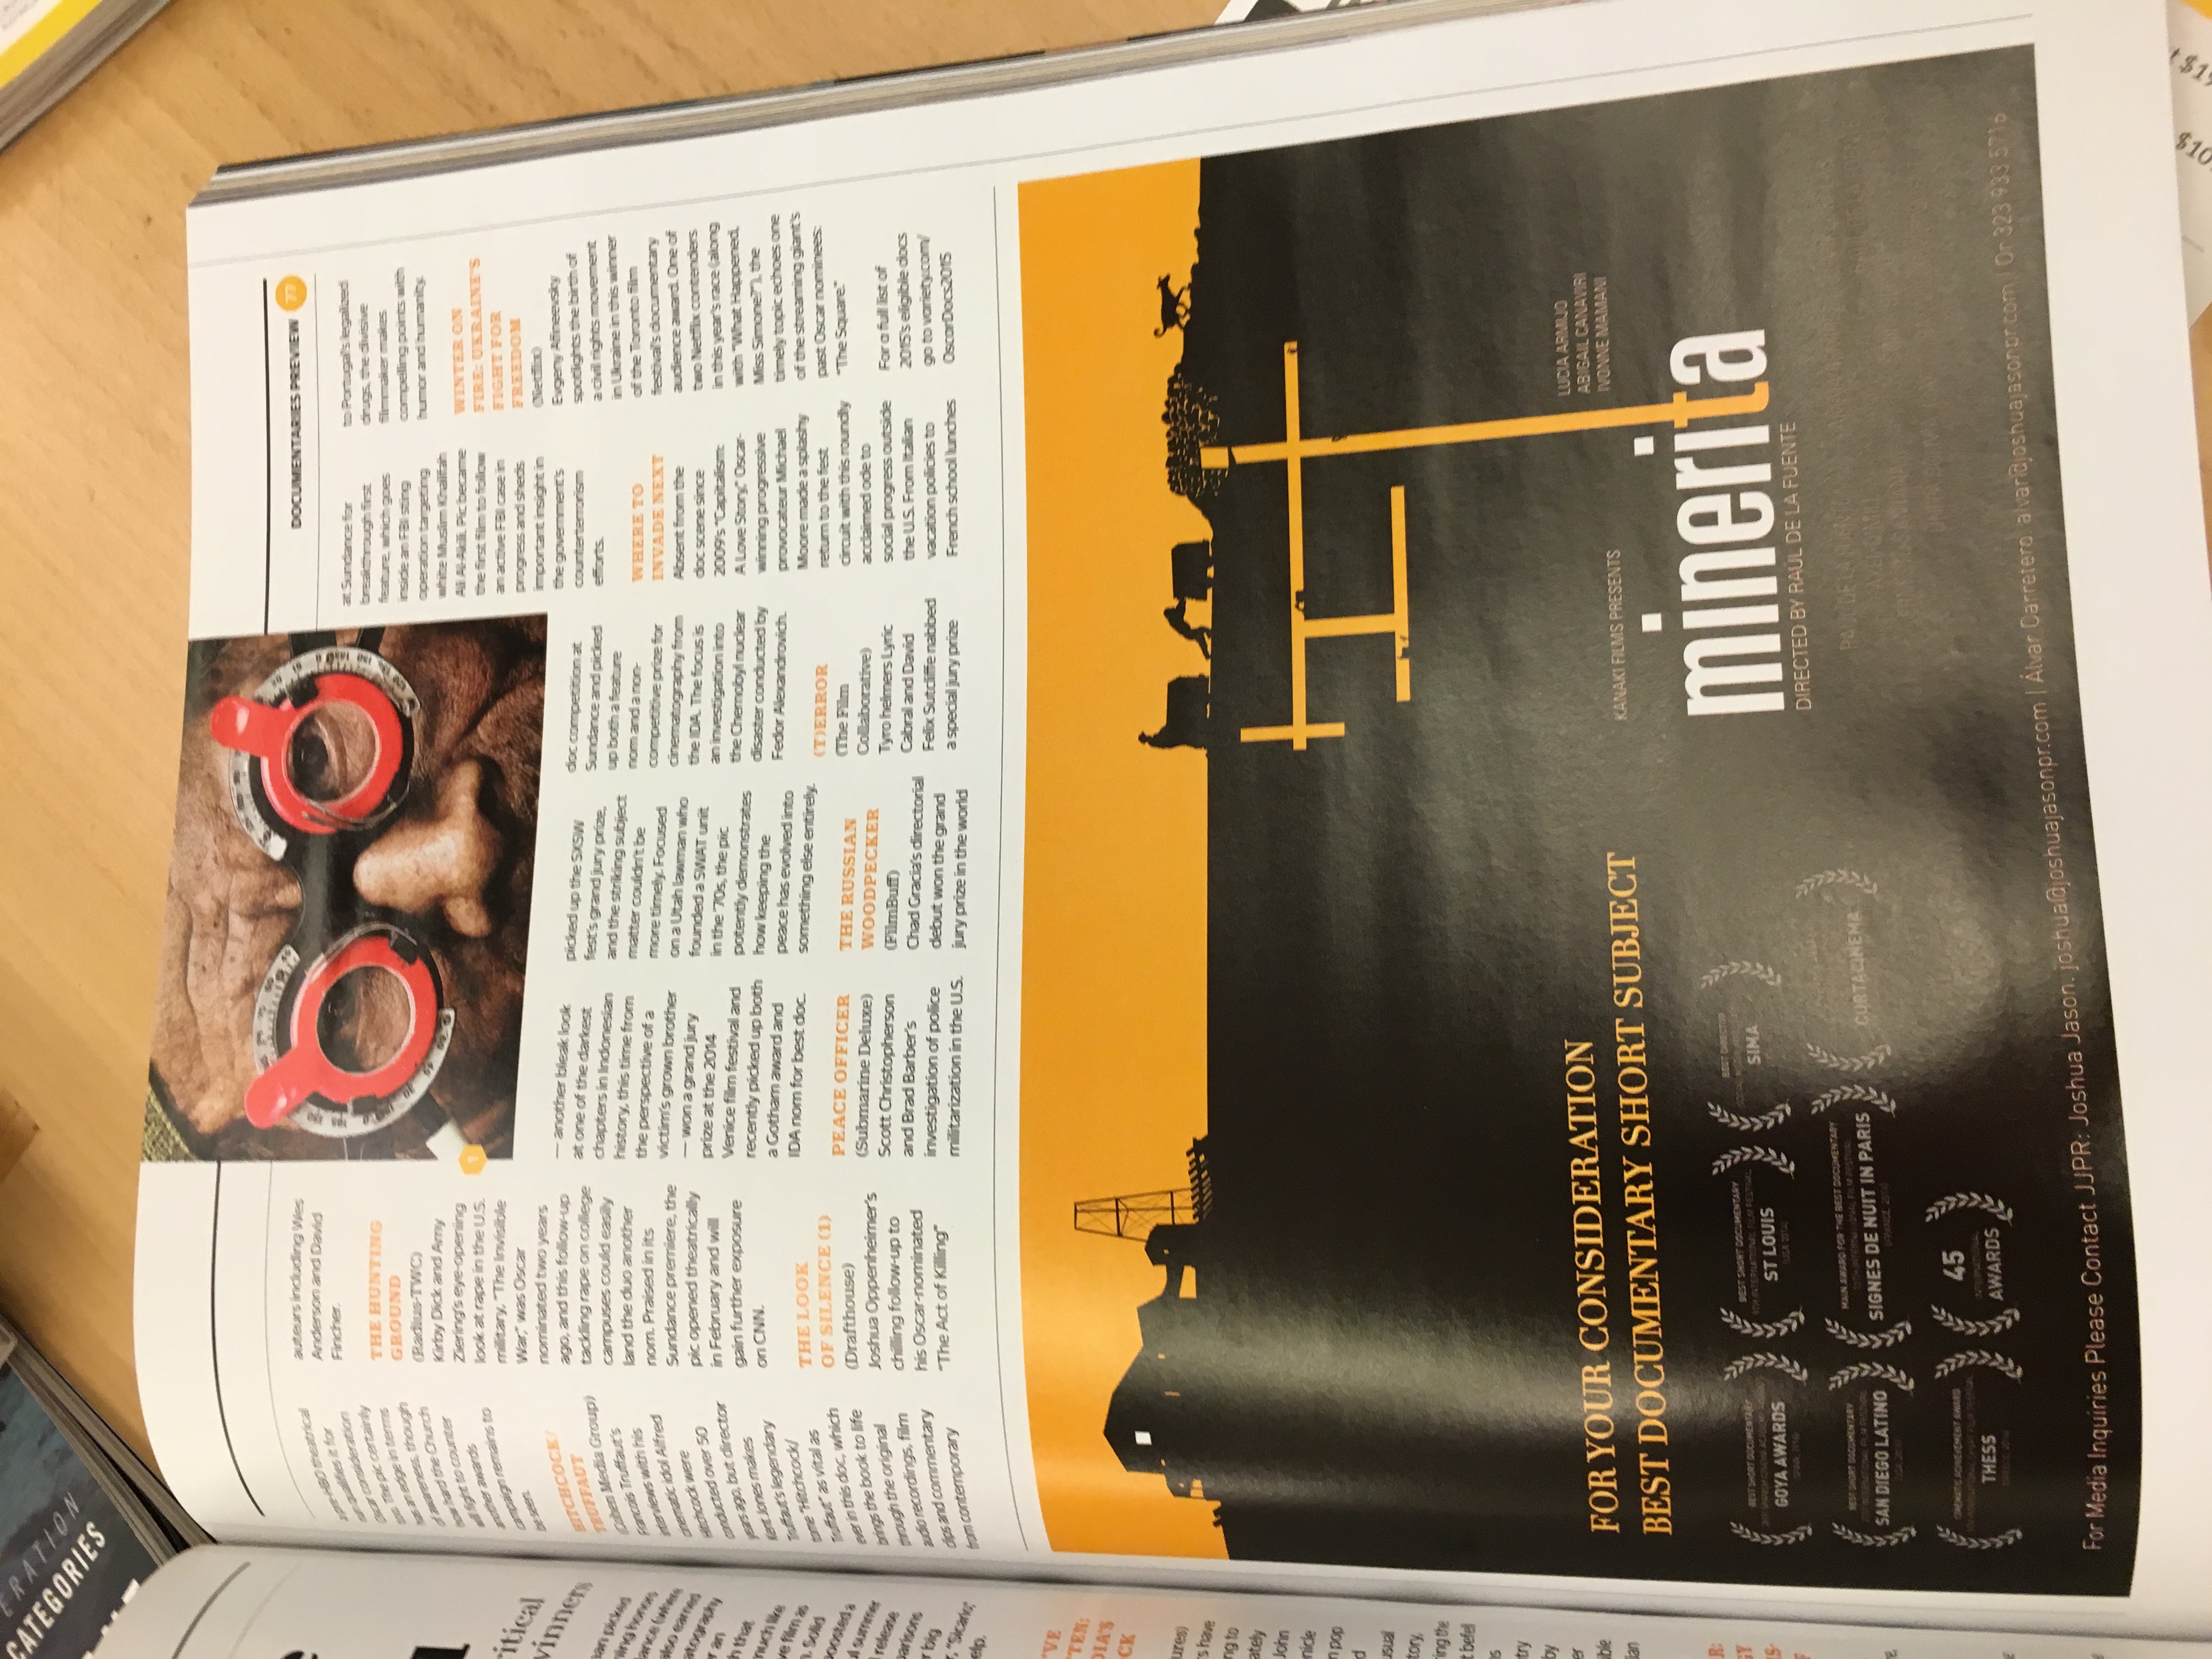 ERATION
CATEGORIES
DOCUMENTARIES PREVIEW 77
a pre-HBO theatrical
run qualifies it for
Oscar consideration
too. The pic certainly
has an edge in terms
of awareness, though
how hard the Church
will fight to counter
another awards
campaign remains to
be seen.
HITCHCOCK/
TRUFFAUT
(Cohen Media Group)
Francois Truffaut's
interviews with his
cinematic idol Alfred
Hitchcock were
conducted over 50
years ago, but director
Kent Jones makes
Truffaut's legendary
tome "Hitchcock/
Truffaut" as vital as
ever in this doc, which
brings the book to life
through the original
audio recordings, film
clips and commentary
from contemporary
auteurs including Wes
Anderson and David
Fincher.
THE HUNTING
GROUND
(Radius-TWC)
Kirby Dick and Amy
Ziering's eye-opening
look at rape in the U.S.
military, "The Invisible
War," was Oscar
nominated two years
ago, and this follow-up
tackling rape on college
campuses could easily
land the duo another
nom. Praised in its
Sundance premiere, the
pic opened theatrically
in February and will
gain further exposure
on CNN.
THE LOOK
OF SILENCE (1)
(Drafthouse)
Joshua Oppenheimer's
chilling follow-up to
his Oscar-nominated
"The Act of Killing"
1
— another bleak look
at one of the darkest
chapters in Indonesian
history, this time from
the perspective of a
victim's grown brother
— won a grand jury
prize at the 2014
Venice film festival and
recently picked up both
a Gotham award and
IDA nom for best doc.
PEACE OFFICER
(Submarine Deluxe)
Scott Christopherson
and Brad Barber's
investigation of police
militarization in the U.S.
picked up the SXSW
fest's grand jury prize,
and the striking subject
matter couldn't be
more timely. Focused
on a Utah lawman who
founded a SWAT unit
in the '70s, the pic
potently demonstrates
how keeping the
peace has evolved into
something else entirely.
THE RUSSIAN
WOODPECKER
(FilmBuff)
Chad Gracia's directorial
debut won the grand
jury prize in the world
doc competition at
Sundance and picked
up both a feature
nom and a non-
competitive prize for
cinematography from
the IDA. The focus is
an investigation into
the Chernobyl nuclear
disaster conducted by
Fedor Alexandrovich.
(T)ERROR
(The Film
Collaborative)
Tyro helmers Lyric
Cabral and David
Felix Sutcliffe nabbed
a special jury prize
at Sundance for
breakthrough first
feature, which goes
inside an FBI sting
operation targeting
white Muslim Khalifah
Ali Al-Akili. Pic became
the first film to follow
an active FBI case in
progress and sheds
important insight in
the government's
counterterrorism
efforts.
WHERE TO
INVADE NEXT
Absent from the
doc scene since
2009's "Capitalism:
A Love Story," Oscar-
winning progressive
provocateur Michael
Moore made a splashy
return to the fest
circuit with this roundly
acclaimed ode to
social progress outside
the U.S. From Italian
vacation policies to
French school lunches
to Portugal's legalized
drugs, the divisive
filmmaker makes
compelling points with
humor and humanity.
WINTER ON
FIRE: UKRAINE'S
FIGHT FOR
FREEDOM
(Netflix)
Evgeny Afineevsky
spotlights the birth of
a civil rights movement
in Ukraine in this winner
of the Toronto film
festival's documentary
audience award. One of
two Netflix contenders
in this year's race (along
with "What Happened,
Miss Simone?"), the
timely topic echoes one
of the streaming giant's
past Oscar nominees:
"The Square."
For a full list of
2015's eligible docs
go to variety.com/
OscarDocs2015
FOR YOUR CONSIDERATION
BEST DOCUMENTARY SHORT SUBJECT
BEST SHORT DOCUMENTARY
GOYA AWARDS
BEST SHORT DOCUMENTARY
ST LOUIS
BEST DIRECTOR
SIMA
BEST SHORT DOCUMENTARY
SAN DIEGO LATINO
MAIN AWARD FOR THE BEST DOCUMENTARY
SIGNES DE NUIT IN PARIS
CURTACINEMA
CINEMATIC ACHIEVEMENT AWARD
THESS
45
INTERNATIONAL
AWARDS
LUCIA ARMIJO
ABIGAIL CANAVIRI
IVONNE MAMANI
KANAKI FILMS PRESENTS
minerita
DIRECTED BY RAÚL DE LA FUENTE
For Media Inquiries Please Contact JJPR: Joshua Jason. joshua@joshuajasonpr.com | Álvar Carretero. alvar@joshuajasonpr.com | Or 323 933 5716